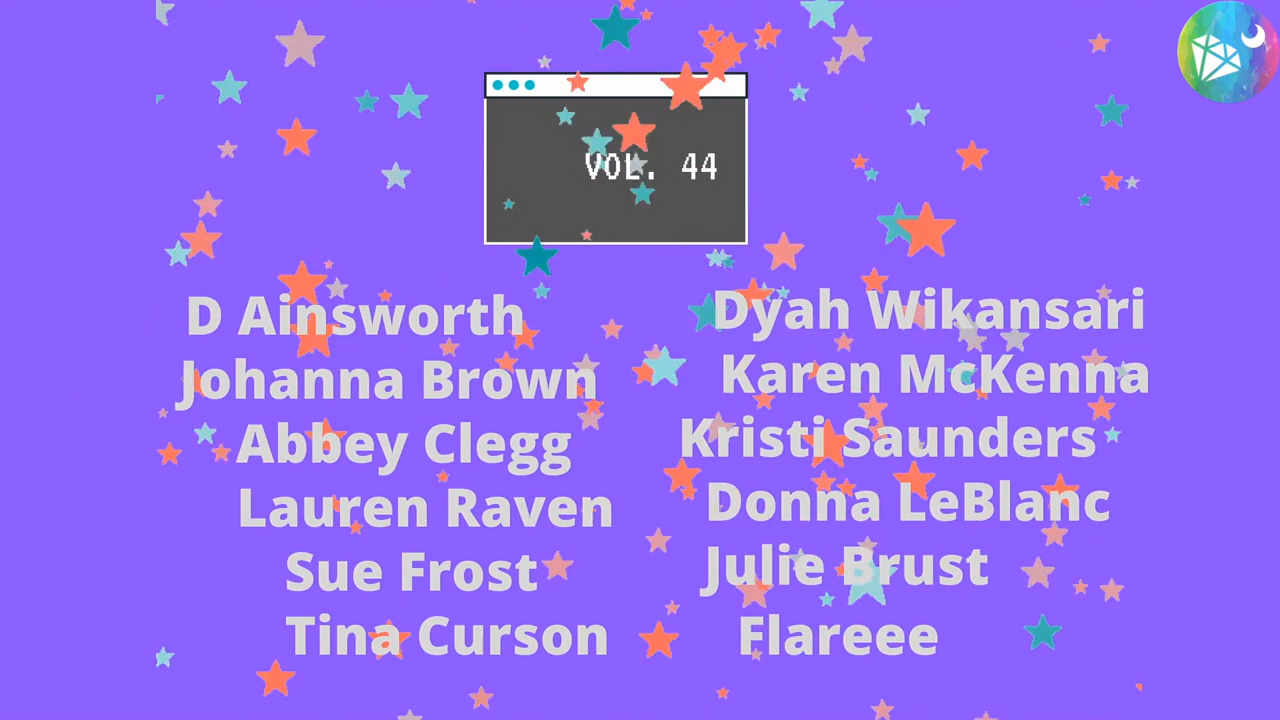 VOL. 44
D Ainsworth
Johanna Brown
Abbey Clegg
Lauren Raven
Sue Frost
Tina Curson
Dyah Wikansari
Karen McKenna
Kristi Saunders
Donna LeBlanc
Julie Brust
Flareee